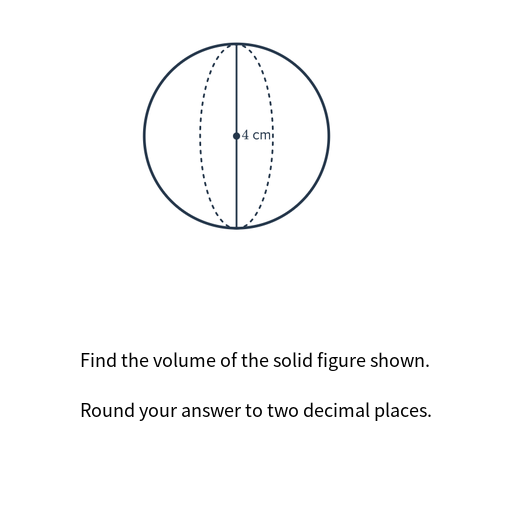 4 cm
Find the volume of the solid figure shown.
Round your answer to two decimal places.